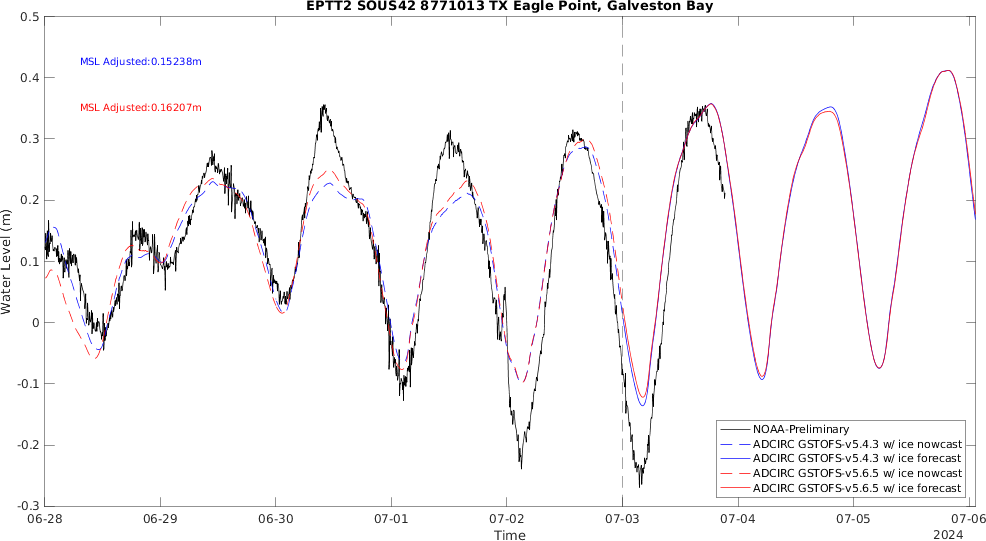 EPTT2 SOUS42 8771013 TX Eagle Point, Galveston Bay
MSL Adjusted:0.15238m
MSL Adjusted:0.16207m
Water Level (m)
0.5
0.4
0.3
0.2
0.1
0
-0.1
-0.2
-0.3
NOAA-Preliminary
ADCIRC GSTOFS-v5.4.3 w/ ice nowcast
ADCIRC GSTOFS-v5.4.3 w/ ice forecast
ADCIRC GSTOFS-v5.6.5 w/ ice nowcast
ADCIRC GSTOFS-v5.6.5 w/ ice forecast
06-28 06-29 06-30 07-01 07-02 07-03 07-04 07-05 07-06
Time
2024